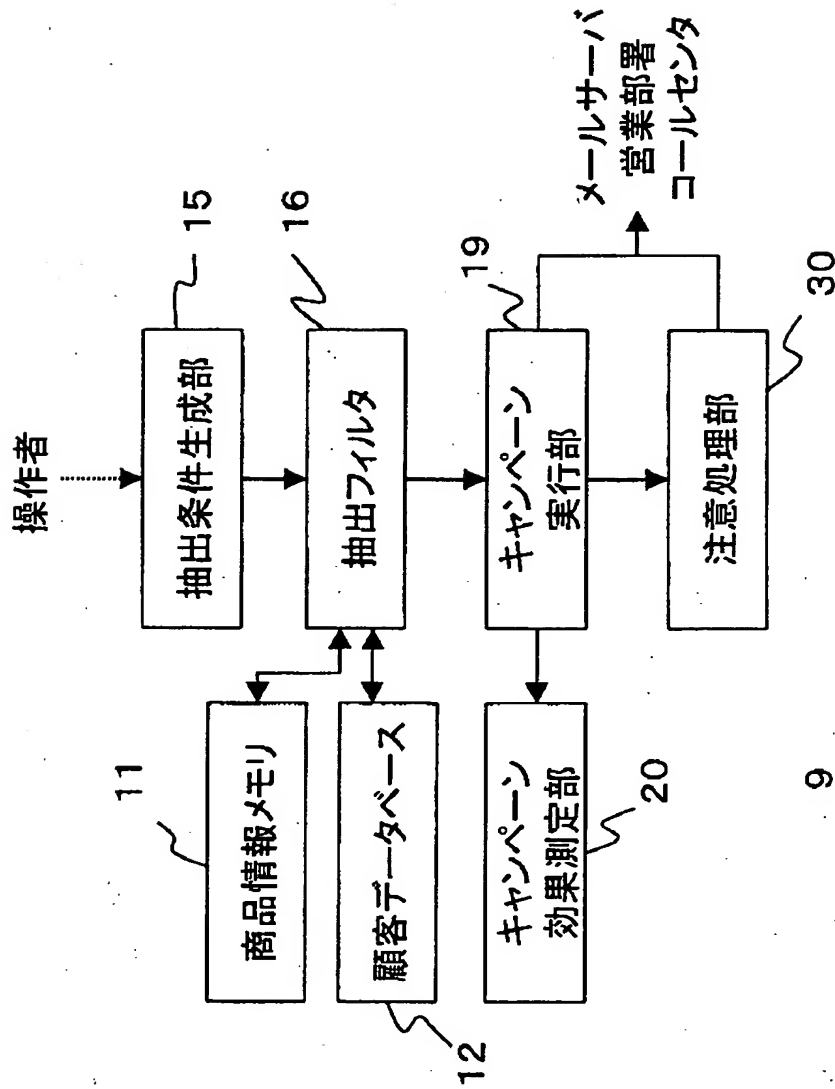 操作者
15
抽出条件生成部
11
16
商品情報メモリ
抽出フィルタ
顧客データベース
12
19
メールサーバ
営業部署
コールセンタ
キャンペーン
効果測定部
キャンペーン
実行部
20
30
注意処理部
9